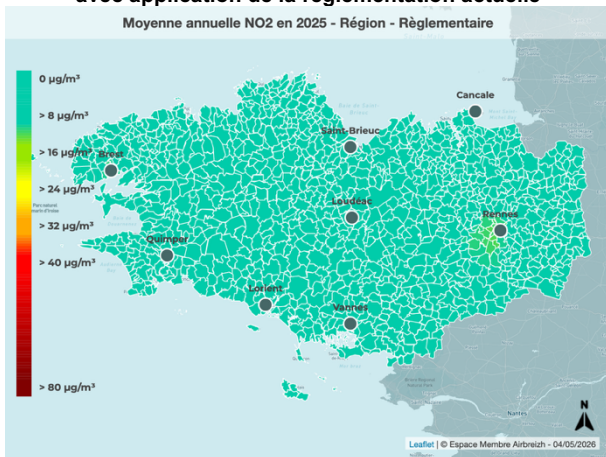 avec application de la réglementation actuelle
Moyenne annuelle NO2 en 2025 - Région - Règlementaire
0 µg/m³
> 8 µg/m³
> 16 µg/m³
> 24 µg/m³
> 32 µg/m³
> 40 µg/m³
> 80 µg/m³
Cancale
Saint-Brieuc
Brest
Loudéac
Rennes
Quimper
Lorient
Vannes
Nantes
N
Leaflet | © Espace Membre Airbreizh - 04/05/2026